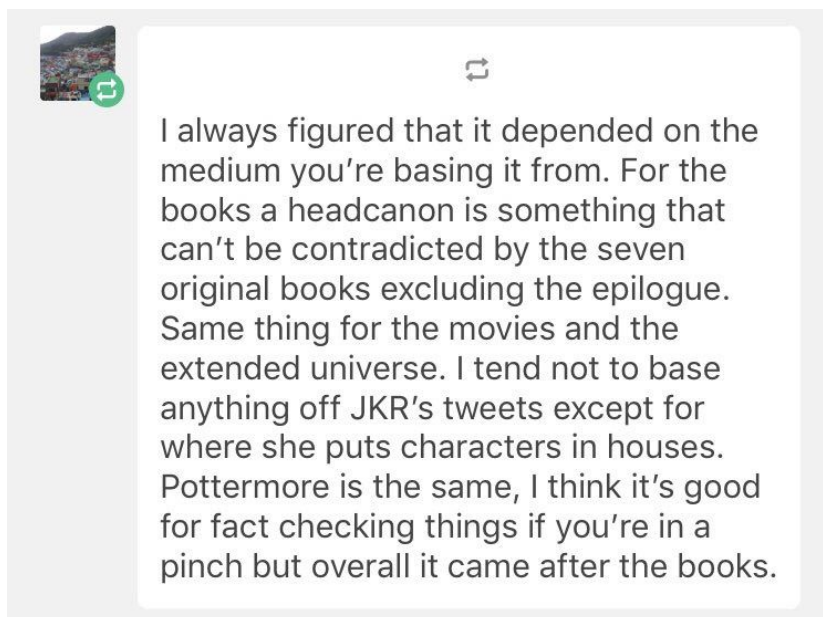 I always figured that it depended on the
medium you’re basing it from. For the
books a headcanon is something that
can’t be contradicted by the seven
original books excluding the epilogue.
Same thing for the movies and the
extended universe. I tend not to base
anything off JKR’s tweets except for
where she puts characters in houses.
Pottermore is the same, I think it’s good
for fact checking things if you’re in a
pinch but overall it came after the books.